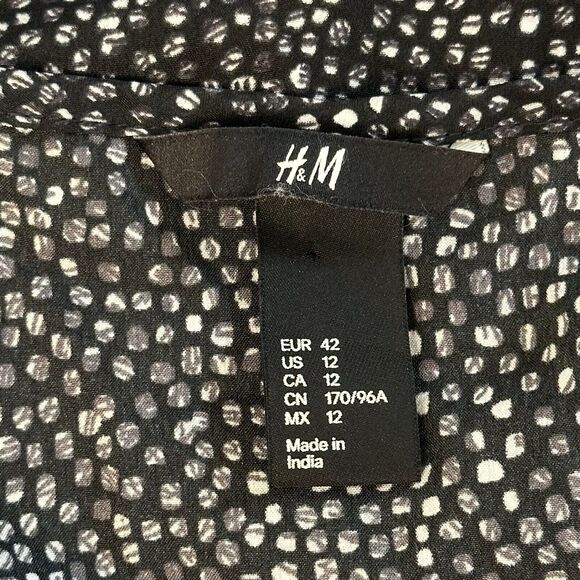 H&M
EUR 42
US 12
CA 12
CN 170/96A
MX 12
Made in
India